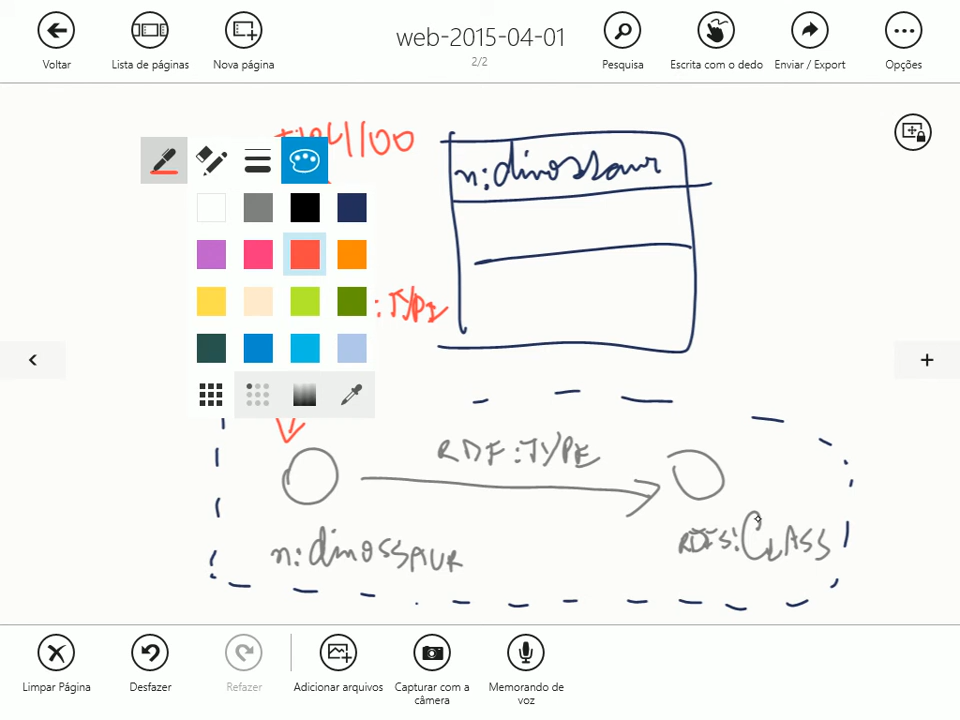 Voltar
Lista de páginas
Nova página
web-2015-04-01
2/2
Pesquisa
Escrita com o dedo
Enviar / Export
Opções
n:dinossaur
:TYPE
RDF:TYPE
n:dinossAUR
RDFS:CLASS
Limpar Página
Desfazer
Refazer
Adicionar arquivos
Capturar com a
câmera
Memorando de
voz